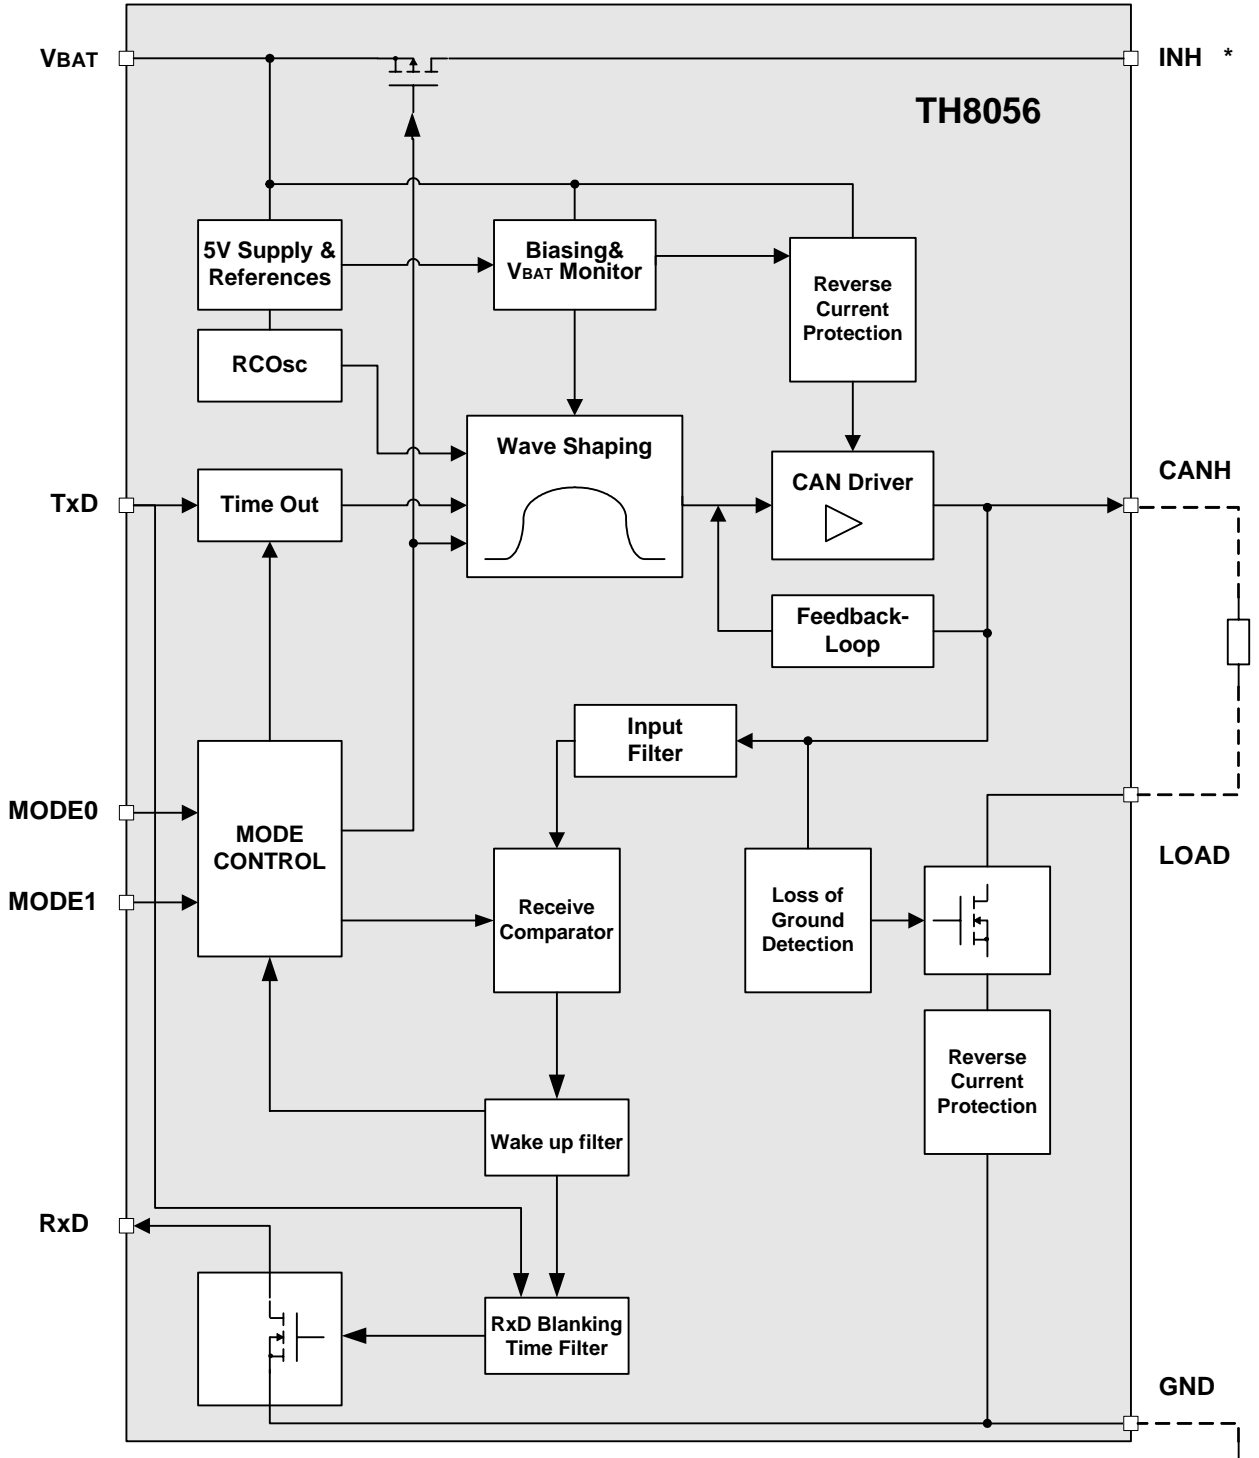 VBAT
INH *
TH8056
5V Supply &
References
Biasing&
VBAT Monitor
Reverse
Current
Protection
RCOsc
Wave Shaping
CANH
CAN Driver
TxD
Time Out
Feedback-
Loop
Input
Filter
MODE0
MODE
CONTROL
LOAD
MODE1
Receive
Comparator
Loss of
Ground
Detection
Reverse
Current
Protection
Wake up filter
RxD
RxD Blanking
Time Filter
GND